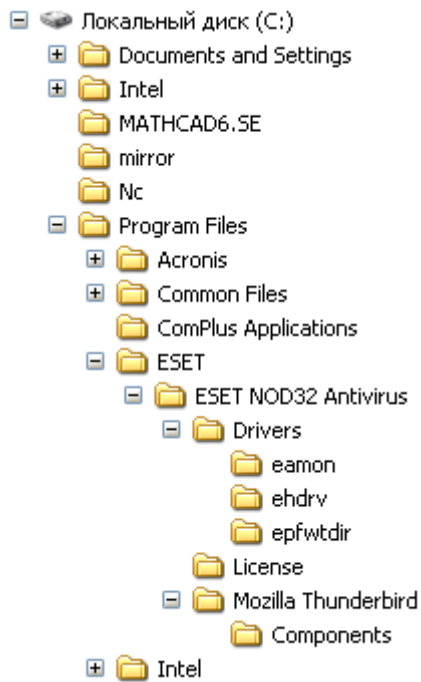 Локальный диск (C:)
Documents and Settings
Intel
MATHCAD6.SE
mirror
Nc
Program Files
Acronis
Common Files
ComPlus Applications
ESET
ESET NOD32 Antivirus
Drivers
eamon
ehdrv
epfwtdir
License
Mozilla Thunderbird
Components
Intel